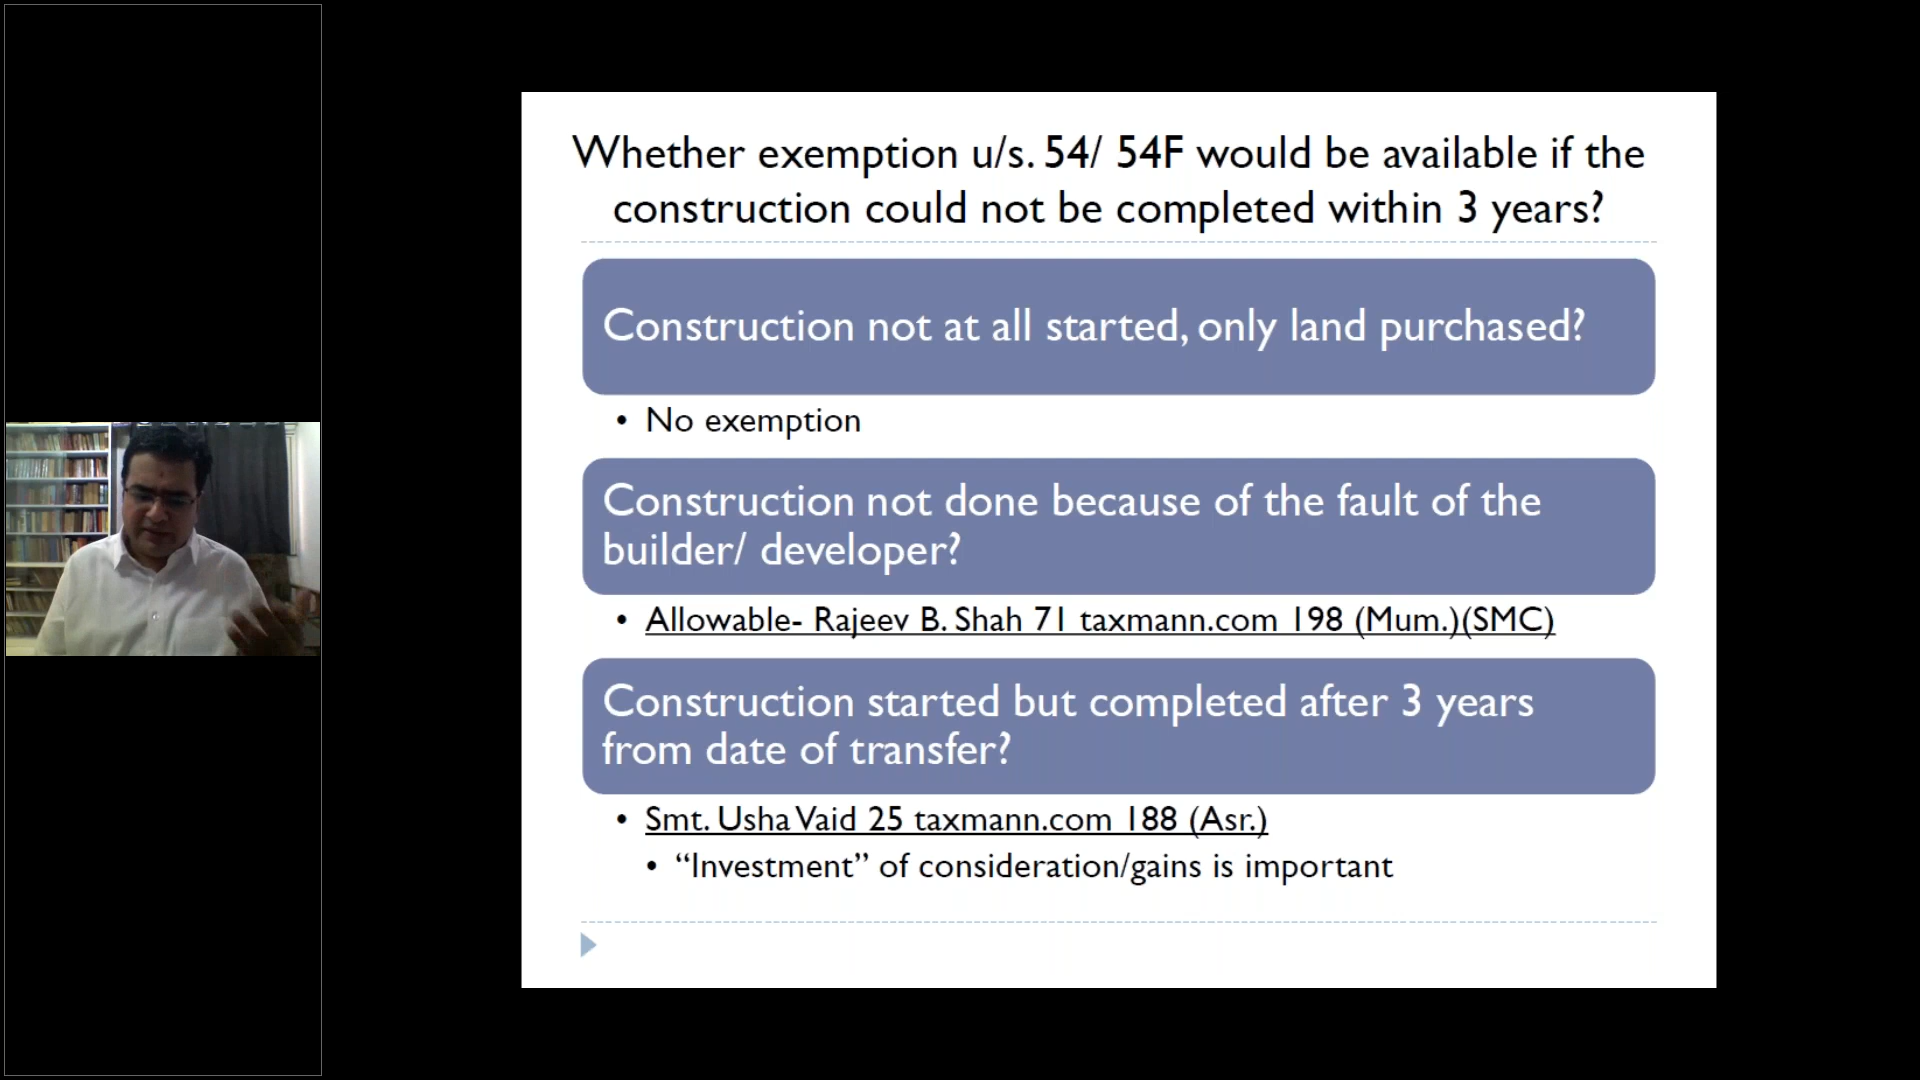 Whether exemption u/s. 54/ 54F would be available if the
construction could not be completed within 3 years?
Construction not at all started, only land purchased?
• No exemption
Construction not done because of the fault of the
builder/ developer?
• Allowable- Rajeev B. Shah 71 taxmann.com 198 (Mum.)(SMC)
Construction started but completed after 3 years
from date of transfer?
• Smt. Usha Vaid 25 taxmann.com 188 (Asr.)
• “Investment” of consideration/gains is important